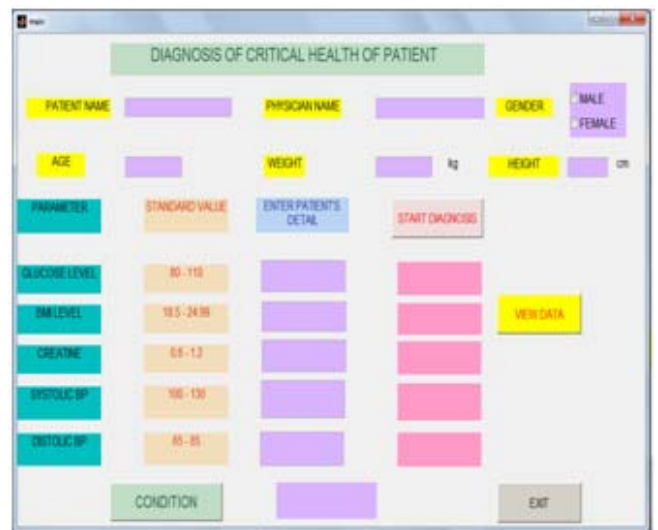 main
DIAGNOSIS OF CRITICAL HEALTH OF PATIENT
PATIENT NAME PHYSICIAN NAME GENDER MALE
FEMALE
AGE WEIGHT kg HEIGHT cm
PARAMETER STANDARD VALUE ENTER PATIENT'S DETAIL START DIAGNOSIS
GLUCOSE LEVEL 80 - 110
BMI LEVEL 18.5 - 24.99 VIEW DATA
CREATINE 0.6 - 1.2
SYSTOLIC BP 100 - 130
DISTOLIC BP 65 - 85
CONDITION EXIT